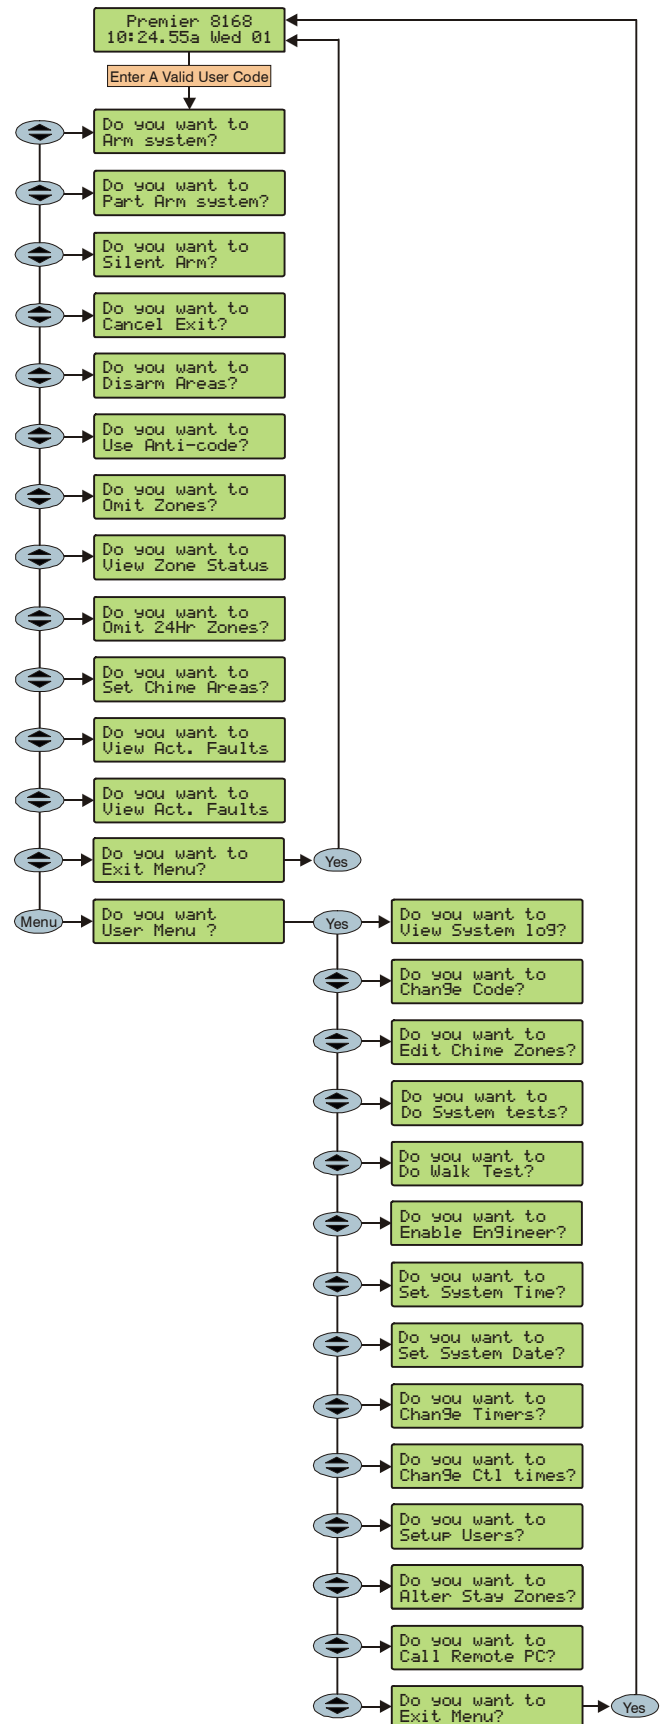 Premier 8168
10:24.55a Wed 01
Enter A Valid User Code
Do you want to
Arm system?
Do you want to
Part Arm system?
Do you want to
Silent Arm?
Do you want to
Cancel Exit?
Do you want to
Disarm Areas?
Do you want to
Use Anti-code?
Do you want to
Omit Zones?
Do you want to
View Zone Status
Do you want to
Omit 24Hr Zones?
Do you want to
Set Chime Areas?
Do you want to
View Act. Faults
Do you want to
View Act. Faults
Do you want to
Exit Menu?
Yes
Menu
Do you want
User Menu ?
Yes
Do you want to
View System log?
Do you want to
Change Code?
Do you want to
Edit Chime Zones?
Do you want to
Do System tests?
Do you want to
Do Walk Test?
Do you want to
Enable Engineer?
Do you want to
Set System Time?
Do you want to
Set System Date?
Do you want to
Change Timers?
Do you want to
Change Ctl times?
Do you want to
Setup Users?
Do you want to
Alter Stay Zones?
Do you want to
Call Remote PC?
Do you want to
Exit Menu?
Yes